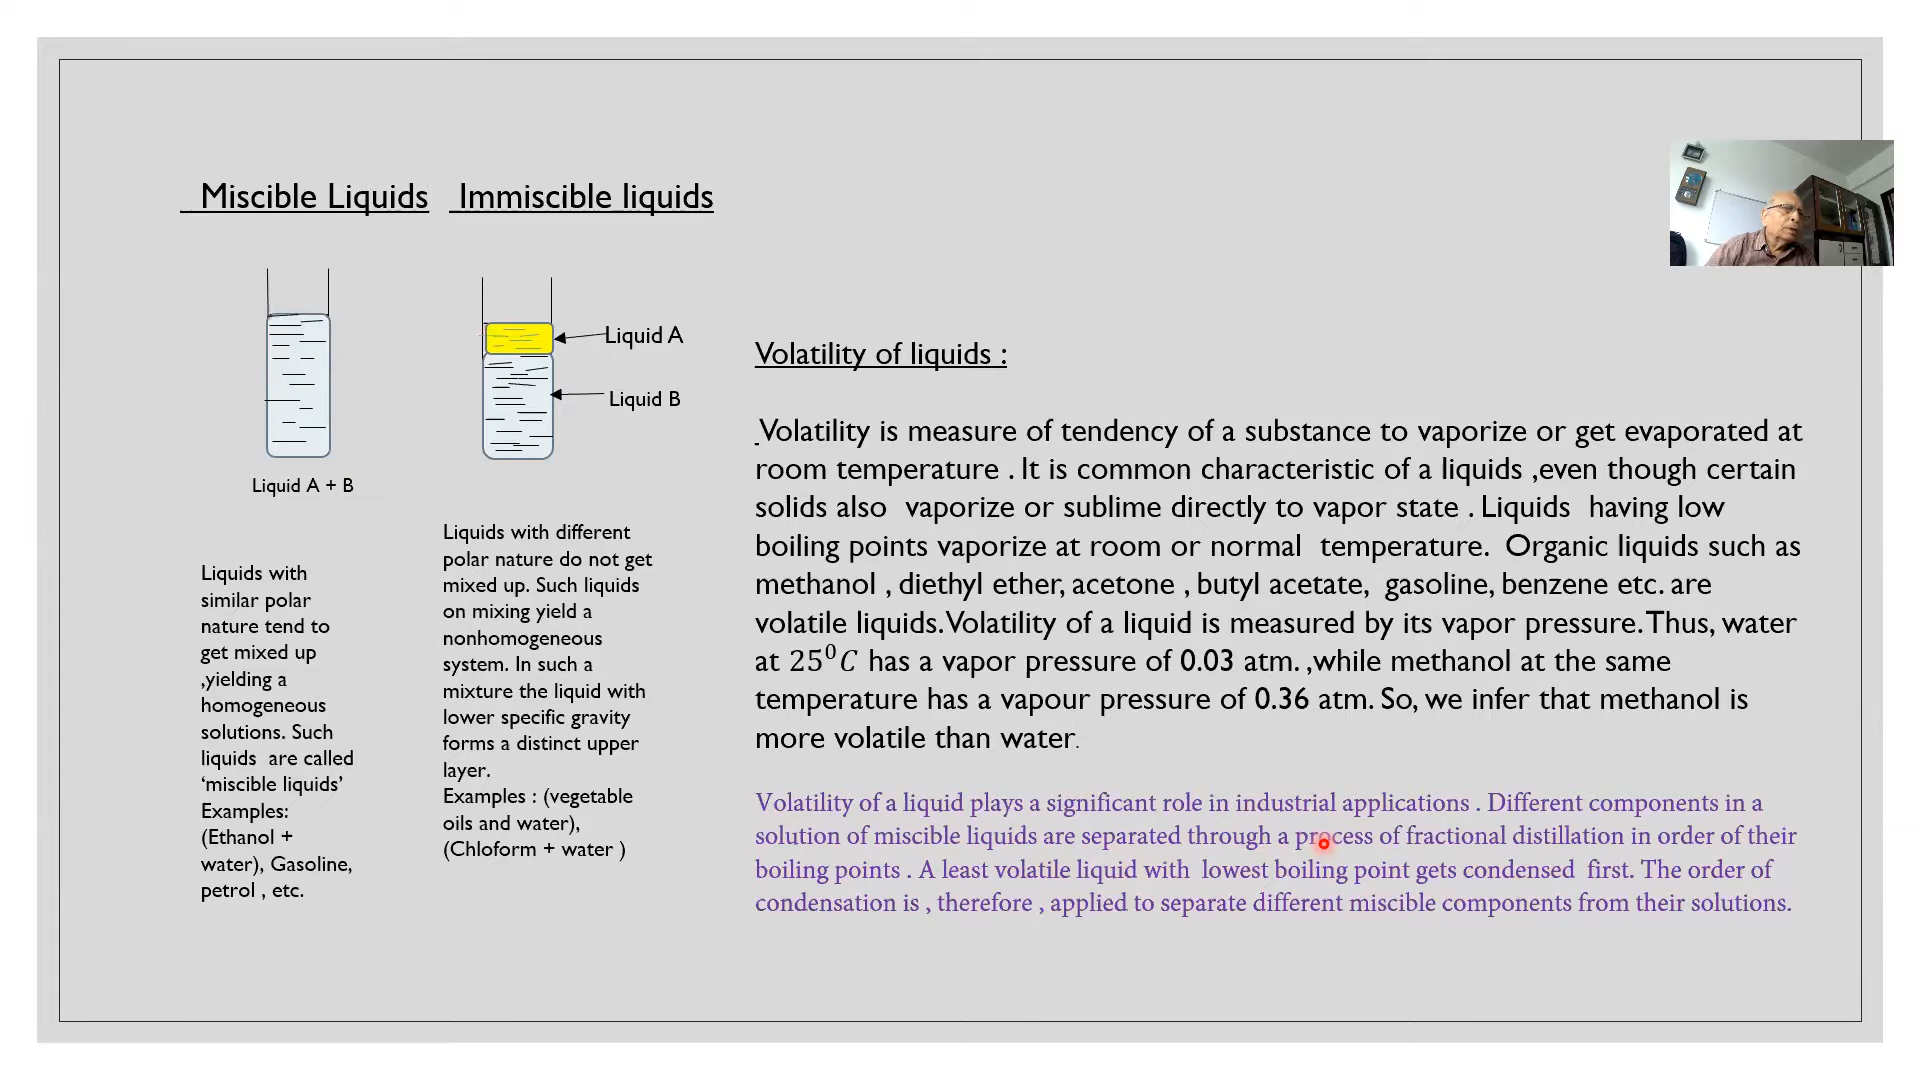 Miscible Liquids
Immiscible liquids
Liquid A
Liquid B
Liquid A + B
Liquids with
similar polar
nature tend to
get mixed up
,yielding a
homogeneous
solutions. Such
liquids are called
‘miscible liquids’
Examples:
(Ethanol +
water), Gasoline,
petrol , etc.
Liquids with different
polar nature do not get
mixed up. Such liquids
on mixing yield a
nonhomogeneous
system. In such a
mixture the liquid with
lower specific gravity
forms a distinct upper
layer.
Examples : (vegetable
oils and water),
(Chloform + water )
Volatility of liquids :
Volatility is measure of tendency of a substance to vaporize or get evaporated at
room temperature . It is common characteristic of a liquids ,even though certain
solids also vaporize or sublime directly to vapor state . Liquids having low
boiling points vaporize at room or normal temperature. Organic liquids such as
methanol , diethyl ether, acetone , butyl acetate, gasoline, benzene etc. are
volatile liquids. Volatility of a liquid is measured by its vapor pressure. Thus, water
at 25⁰C has a vapor pressure of 0.03 atm. ,while methanol at the same
temperature has a vapour pressure of 0.36 atm. So, we infer that methanol is
more volatile than water.
Volatility of a liquid plays a significant role in industrial applications . Different components in a
solution of miscible liquids are separated through a process of fractional distillation in order of their
boiling points . A least volatile liquid with lowest boiling point gets condensed first. The order of
condensation is , therefore , applied to separate different miscible components from their solutions.